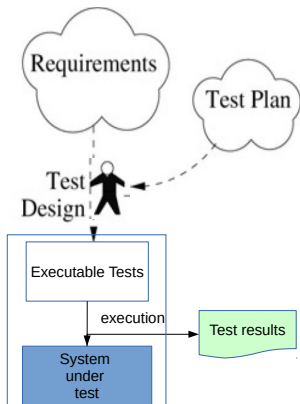 Requirements
Test Plan
Test
Design
Executable Tests
execution
Test results
System
under
test